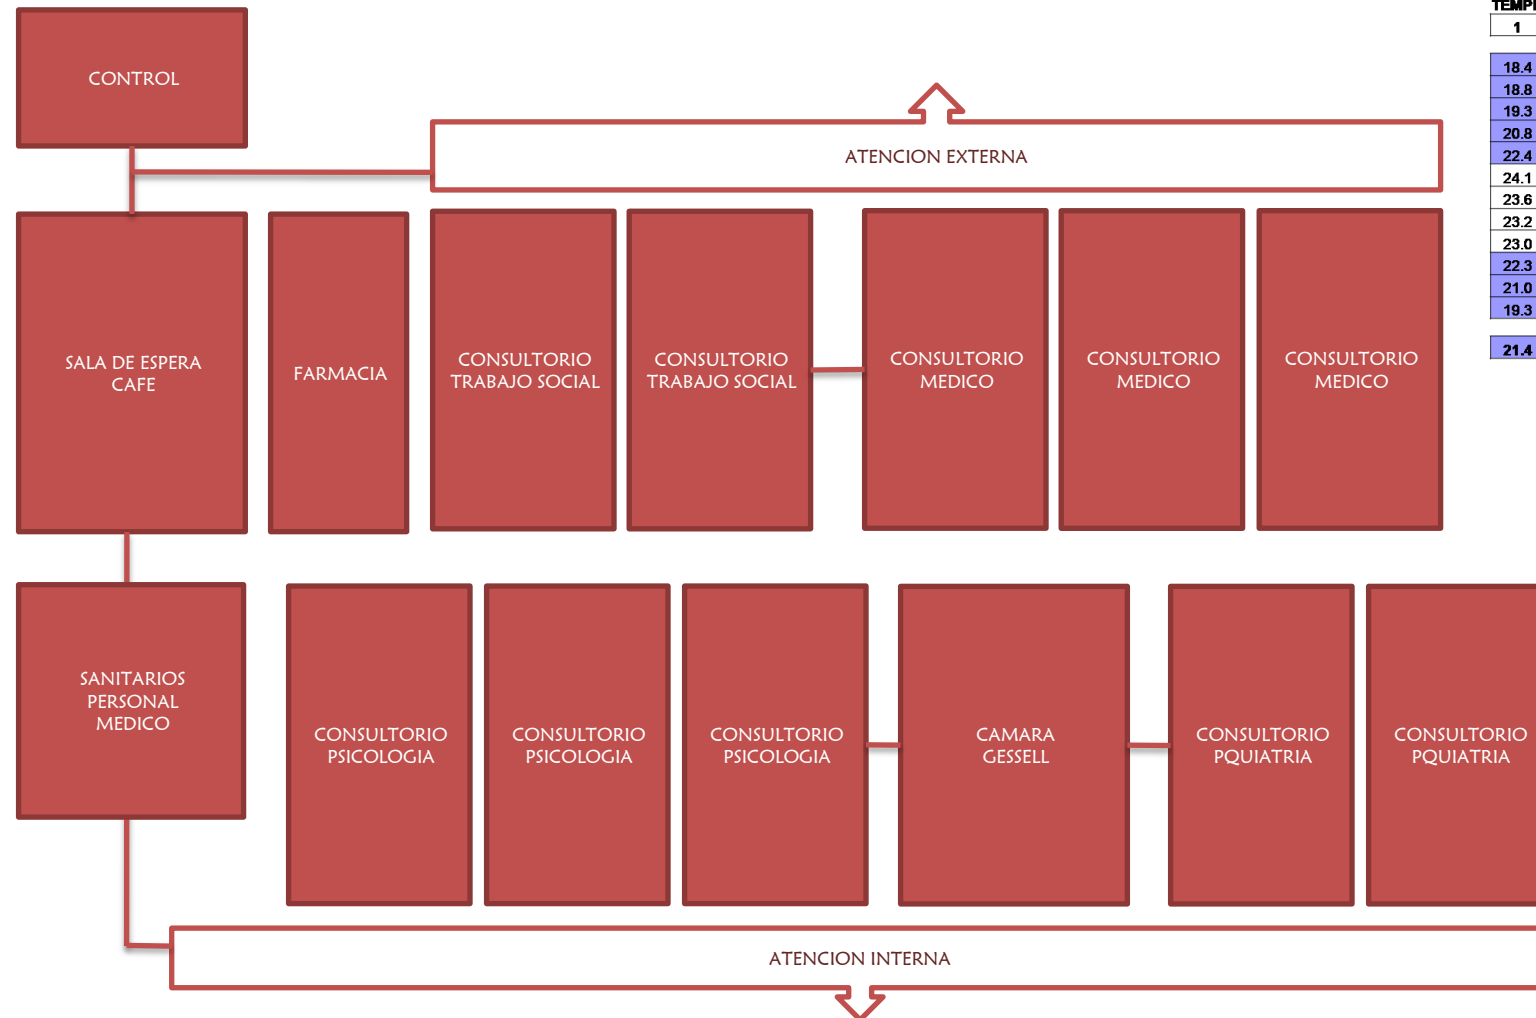 CONTROL
ATENCION EXTERNA
SALA DE ESPERA
CAFE
FARMACIA
CONSULTORIO
TRABAJO SOCIAL
CONSULTORIO
TRABAJO SOCIAL
CONSULTORIO
MEDICO
CONSULTORIO
MEDICO
CONSULTORIO
MEDICO
SANITARIOS
PERSONAL
MEDICO
CONSULTORIO
PSICOLOGIA
CONSULTORIO
PSICOLOGIA
CONSULTORIO
PSICOLOGIA
CAMARA
GESSELL
CONSULTORIO
PQUIATRIA
CONSULTORIO
PQUIATRIA
ATENCION INTERNA
1
18.4
18.8
19.3
20.8
22.4
24.1
23.6
23.2
23.0
22.3
21.0
19.3
21.4